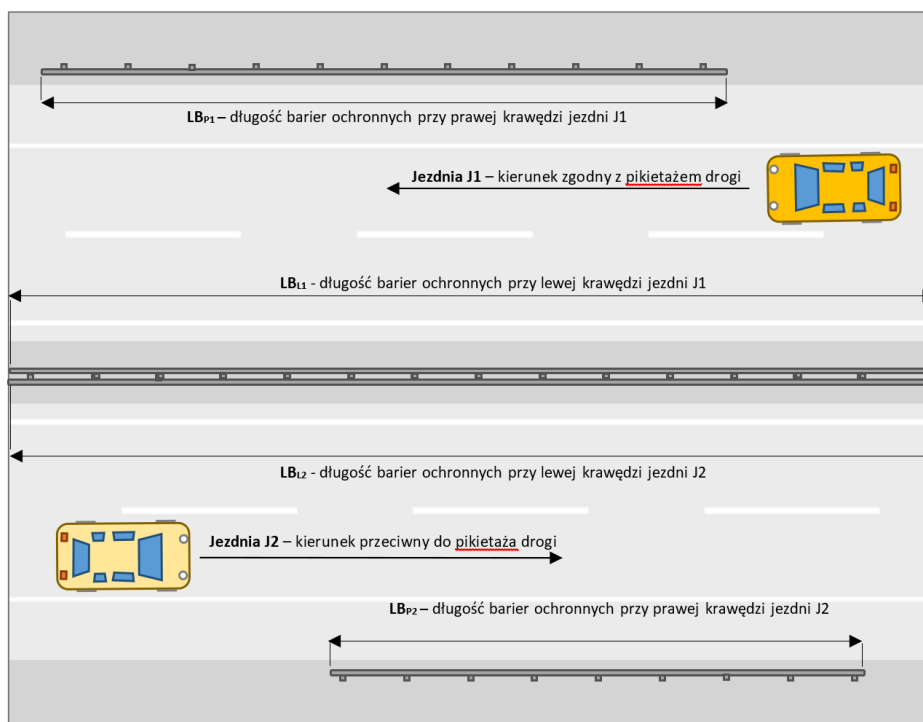 LBP1 – długość barier ochronnych przy prawej krawędzi jezdni J1
Jezdnia J1 – kierunek zgodny z pikietażem drogi
LBL1 - długość barier ochronnych przy lewej krawędzi jezdni J1
LBL2 - długość barier ochronnych przy lewej krawędzi jezdni J2
Jezdnia J2 – kierunek przeciwny do pikietaża drogi
LBP2 – długość barier ochronnych przy prawej krawędzi jezdni J2